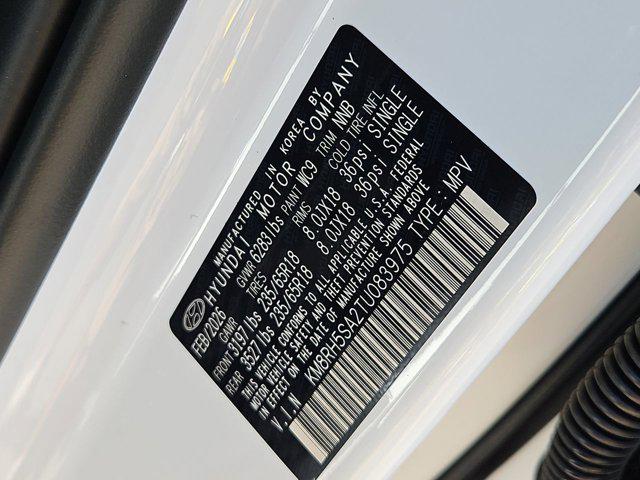 MANUFACTURED IN KOREA BY
HYUNDAI MOTOR COMPANY
FEB/2026 GVWR 6283lbs PAINT WC9 TRIM NNB
GAWR TIRES RIMS COLD TIRE INFL
FRONT 3197lbs 235/65R18 8.0JX18 36psi SINGLE
REAR 3527lbs 235/65R18 8.0JX18 36psi SINGLE
THIS VEHICLE CONFORMS TO ALL APPLICABLE U.S.A. FEDERAL
MOTOR VEHICLE SAFETY AND THEFT PREVENTION STANDARDS
IN EFFECT ON THE DATE OF MANUFACTURE SHOWN ABOVE
V.I.N KM8RH5SA2TU083975 TYPE: MPV